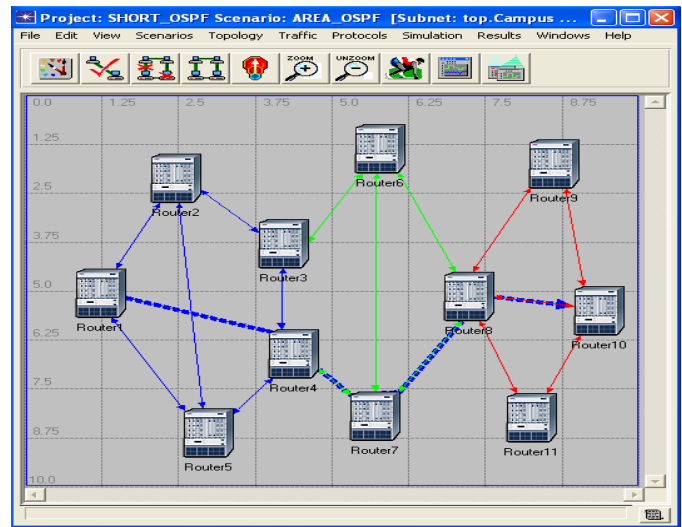 Project: SHORT_OSPF Scenario: AREA_OSPF [Subnet: top.Campus ...
File Edit View Scenarios Topology Traffic Protocols Simulation Results Windows Help
ZOOM UNZOOM
0.0 1.25 2.5 3.75 5.0 6.25 7.5 8.75
1.25
Router6
2.5
Router9
Router2
3.75
Router3
5.0
Router1
Router8
6.25
Router10
Router4
7.5
8.75
Router7
Router11
Router5
10.0